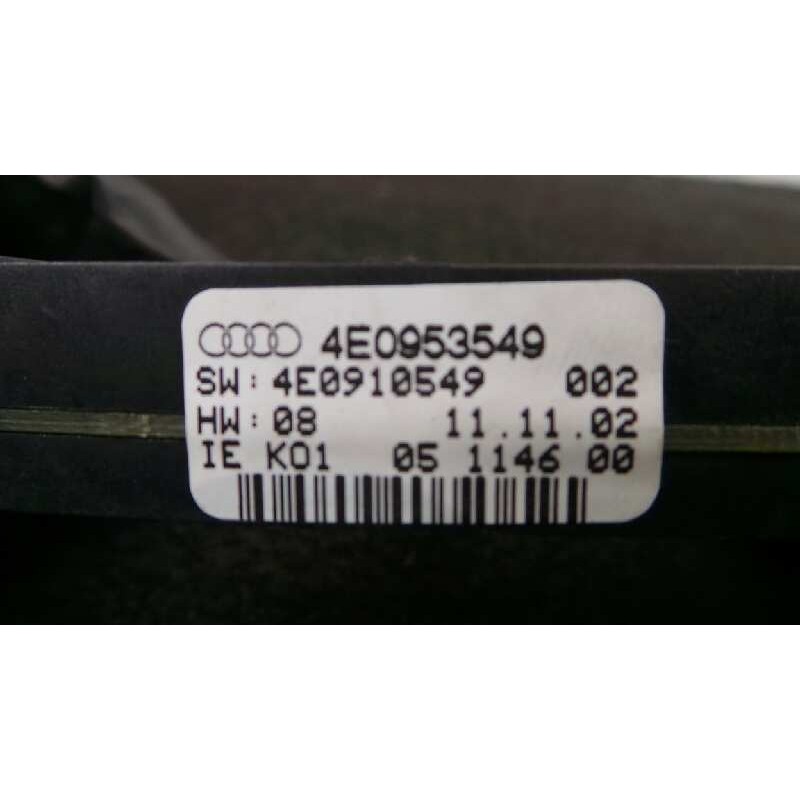 4E0953549
SW: 4E0910549 002
HW: 08 11.11.02
IE K01 05 1146 00